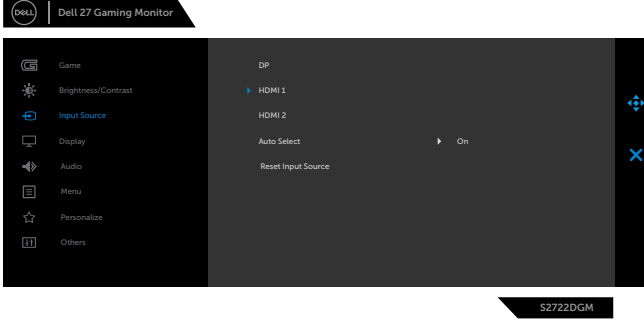 DELL Dell 27 Gaming Monitor
Game
Brightness/Contrast
Input Source
Display
Audio
Menu
Personalize
Others
DP
HDMI 1
HDMI 2
Auto Select On
Reset Input Source
S2722DGM